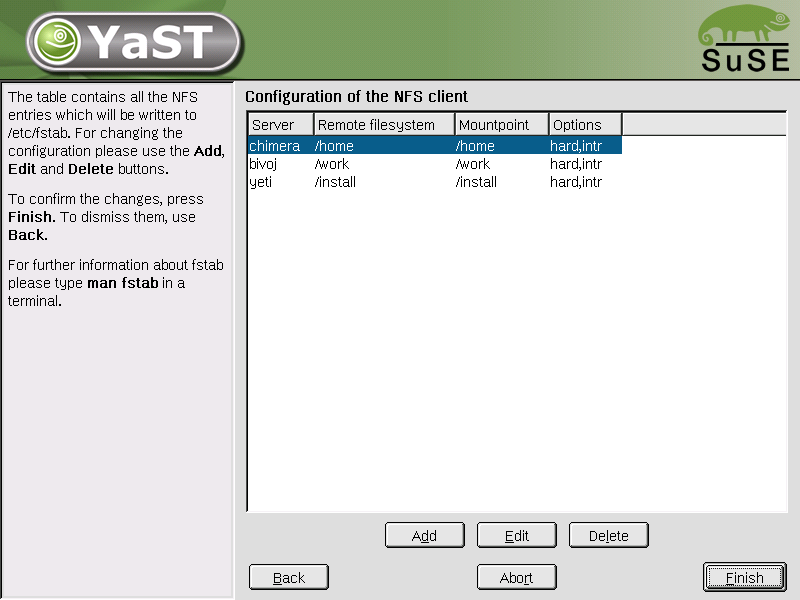 YaST
SuSE
The table contains all the NFS
entries which will be written to
/etc/fstab. For changing the
configuration please use the Add,
Edit and Delete buttons.
To confirm the changes, press
Finish. To dismiss them, use
Back.
For further information about fstab
please type man fstab in a
terminal.
Configuration of the NFS client
Server Remote filesystem Mountpoint Options
chimera /home /home hard,intr
bivoj /work /work hard,intr
yeti /install /install hard,intr
Add Edit Delete
Back Abort Finish